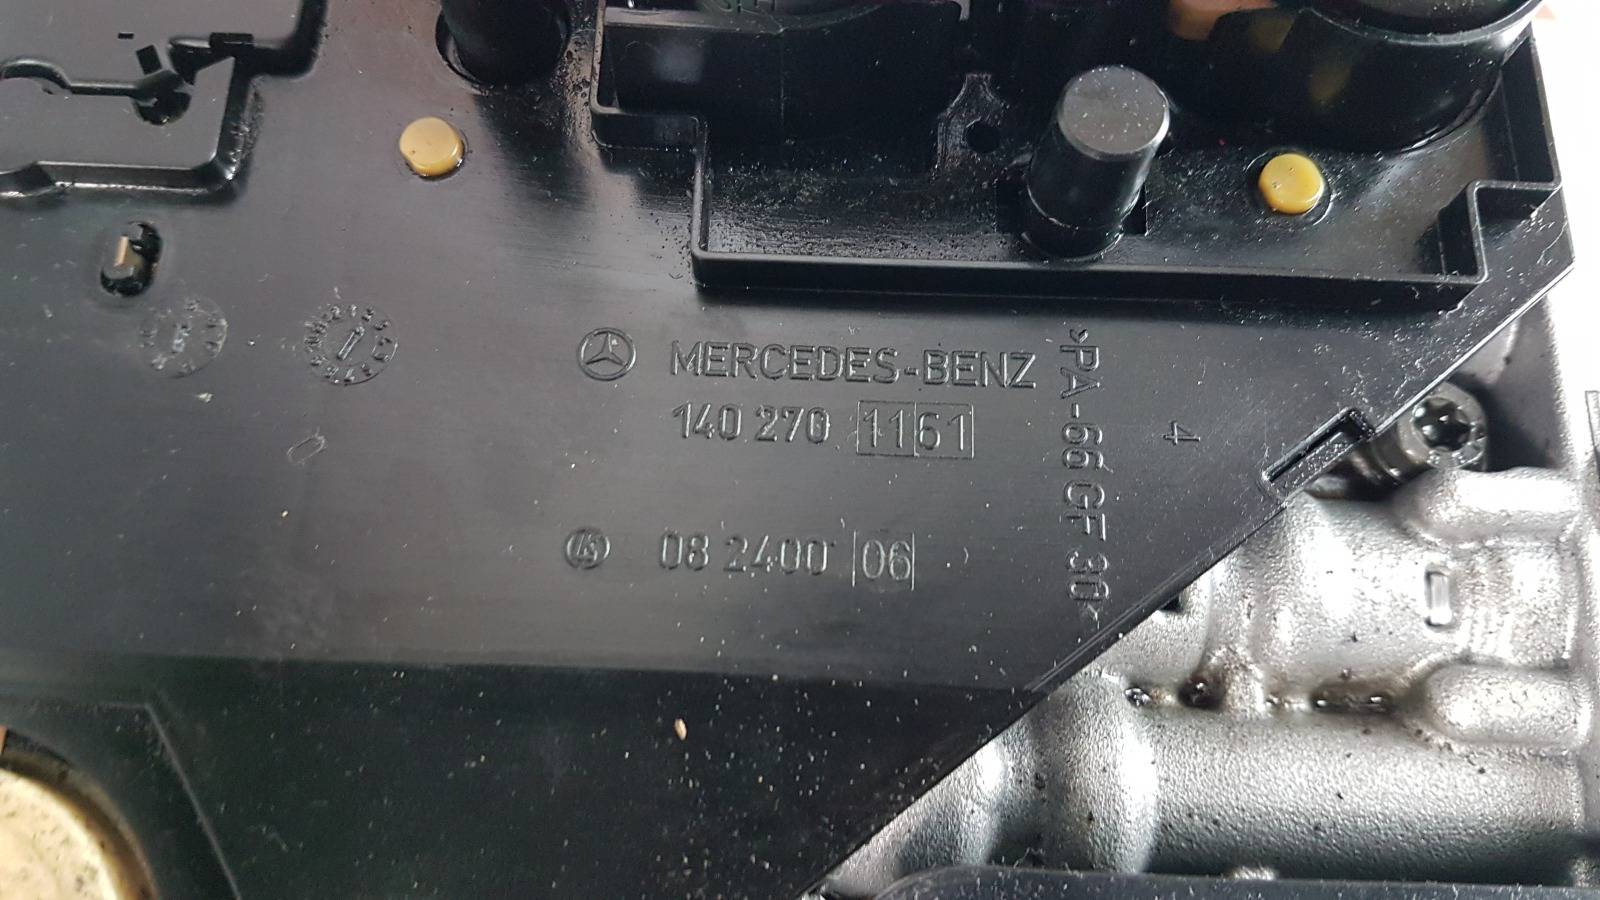 MERCEDES-BENZ
140 270 1161
08 2400 06
>PA-66 GF 30<
4